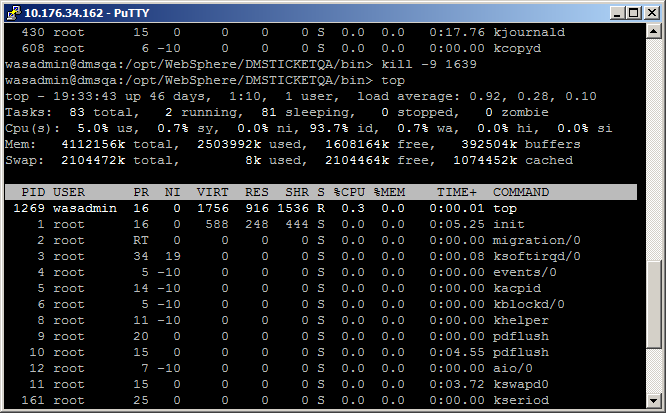 10.176.34.162 - PuTTY
430 root 15 0 0 0 0 S 0.0 0.0 0:17.76 kjournald
608 root 6 -10 0 0 0 S 0.0 0.0 0:00.00 kcopyd
wasadmin@dmsqa:/opt/WebSphere/DMSTICKETQA/bin> kill -9 1639
wasadmin@dmsqa:/opt/WebSphere/DMSTICKETQA/bin> top
top - 19:33:43 up 46 days, 1:10, 1 user, load average: 0.92, 0.28, 0.10
Tasks: 83 total, 2 running, 81 sleeping, 0 stopped, 0 zombie
Cpu(s): 5.0% us, 0.7% sy, 0.0% ni, 93.7% id, 0.7% wa, 0.0% hi, 0.0% si
Mem: 4112156k total, 2503992k used, 1608164k free, 392504k buffers
Swap: 2104472k total, 8k used, 2104464k free, 1074452k cached
PID USER PR NI VIRT RES SHR S %CPU %MEM TIME+ COMMAND
1269 wasadmin 16 0 1756 916 1536 R 0.3 0.0 0:00.01 top
1 root 16 0 588 248 444 S 0.0 0.0 0:05.25 init
2 root RT 0 0 0 0 S 0.0 0.0 0:00.00 migration/0
3 root 34 19 0 0 0 S 0.0 0.0 0:00.08 ksoftirqd/0
4 root 5 -10 0 0 0 S 0.0 0.0 0:00.00 events/0
5 root 14 -10 0 0 0 S 0.0 0.0 0:00.00 kacpid
6 root 5 -10 0 0 0 S 0.0 0.0 0:00.00 kblockd/0
8 root 11 -10 0 0 0 S 0.0 0.0 0:00.00 khelper
9 root 20 0 0 0 0 S 0.0 0.0 0:00.00 pdflush
10 root 15 0 0 0 0 S 0.0 0.0 0:04.55 pdflush
12 root 7 -10 0 0 0 S 0.0 0.0 0:00.00 aio/0
11 root 15 0 0 0 0 S 0.0 0.0 0:03.72 kswapd0
161 root 25 0 0 0 0 S 0.0 0.0 0:00.00 kseriod